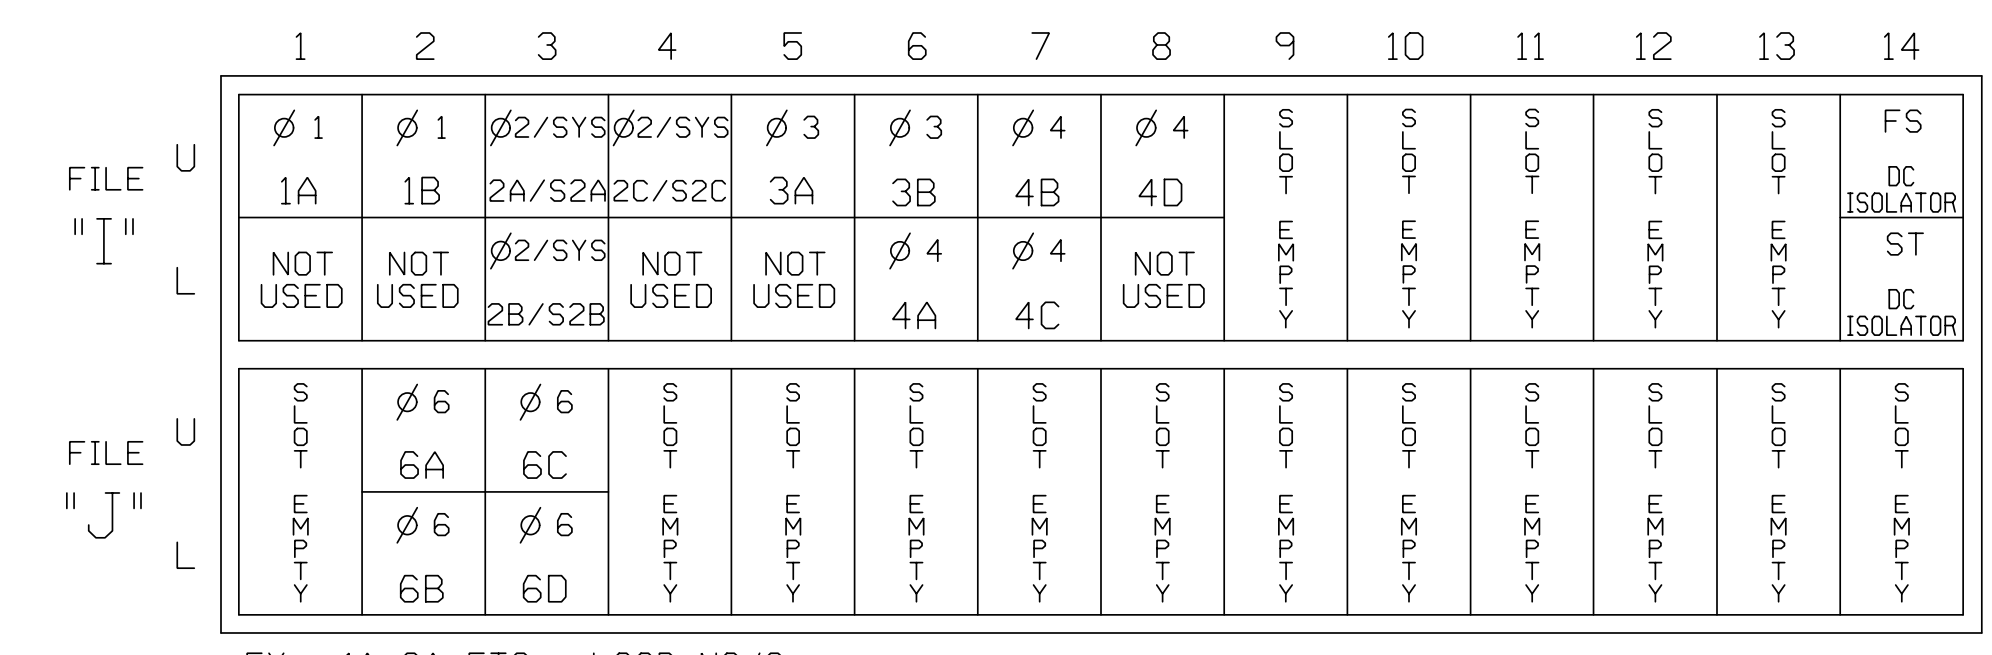 1 2 3 4 5 6 7 8 9 10 11 12 13 14
FILE "I"
U
Ø 1 1A
Ø 1 1B
Ø2/SYS 2A/S2A
Ø2/SYS 2C/S2C
Ø 3 3A
Ø 3 3B
Ø 4 4B
Ø 4 4D
SLOT EMPTY
SLOT EMPTY
SLOT EMPTY
SLOT EMPTY
SLOT EMPTY
FS DC ISOLATOR
L
NOT USED
NOT USED
Ø2/SYS 2B/S2B
NOT USED
NOT USED
Ø 4 4A
Ø 4 4C
NOT USED
ST DC ISOLATOR
FILE "J"
U
SLOT EMPTY
Ø 6 6A
Ø 6 6C
SLOT EMPTY
SLOT EMPTY
SLOT EMPTY
SLOT EMPTY
SLOT EMPTY
SLOT EMPTY
SLOT EMPTY
SLOT EMPTY
SLOT EMPTY
SLOT EMPTY
SLOT EMPTY
L
Ø 6 6B
Ø 6 6D